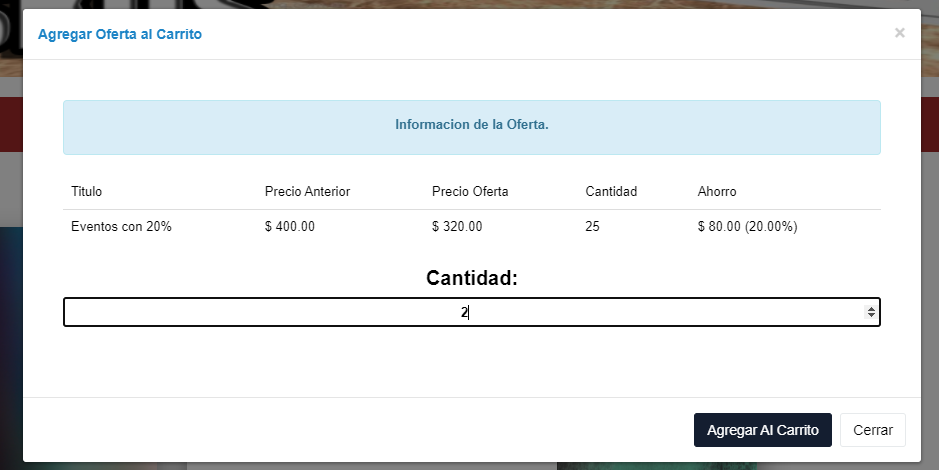 Agregar Oferta al Carrito ×
Informacion de la Oferta.
Titulo Precio Anterior Precio Oferta Cantidad Ahorro
Eventos con 20% $ 400.00 $ 320.00 25 $ 80.00 (20.00%)
Cantidad:
2
Agregar Al Carrito Cerrar